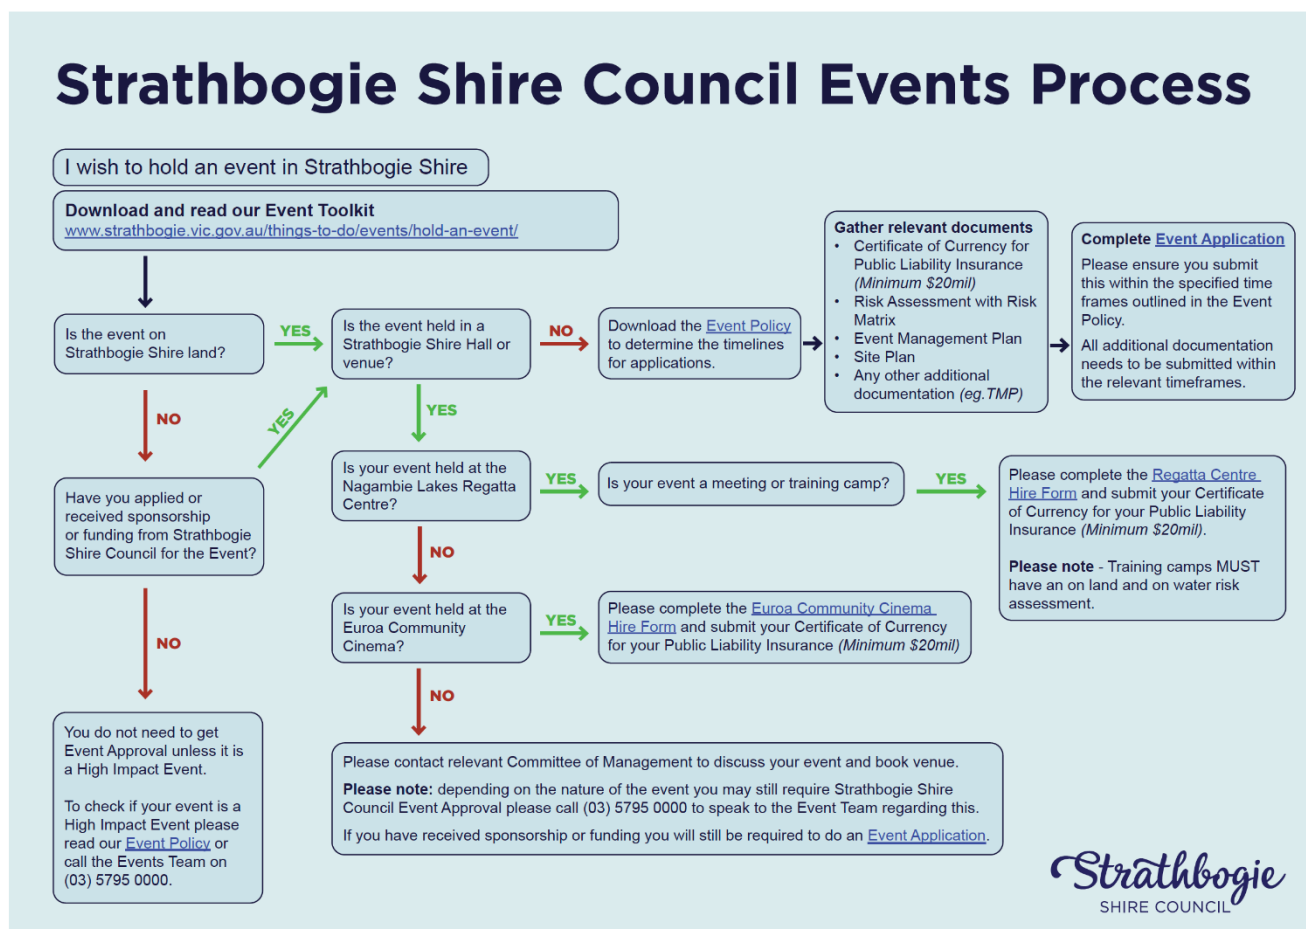 Strathbogie Shire Council Events Process
I wish to hold an event in Strathbogie Shire
Download and read our Event Toolkit
www.strathbogie.vic.gov.au/things-to-do/events/hold-an-event/
Is the event on
Strathbogie Shire land?
YES
Is the event held in a
Strathbogie Shire Hall or
venue?
NO
Download the Event Policy
to determine the timelines
for applications.
Gather relevant documents
• Certificate of Currency for
Public Liability Insurance
(Minimum $20mil)
• Risk Assessment with Risk
Matrix
• Event Management Plan
• Site Plan
• Any other additional
documentation (eg.TMP)
Complete Event Application
Please ensure you submit
this within the specified time
frames outlined in the Event
Policy.
All additional documentation
needs to be submitted within
the relevant timeframes.
NO
YES
YES
Have you applied or
received sponsorship
or funding from Strathbogie
Shire Council for the Event?
Is your event held at the
Nagambie Lakes Regatta
Centre?
YES
Is your event a meeting or training camp?
YES
Please complete the Regatta Centre
Hire Form and submit your Certificate
of Currency for your Public Liability
Insurance (Minimum $20mil).
Please note - Training camps MUST
have an on land and on water risk
assessment.
NO
Is your event held at the
Euroa Community
Cinema?
YES
Please complete the Euroa Community Cinema
Hire Form and submit your Certificate of Currency
for your Public Liability Insurance (Minimum $20mil)
NO
NO
You do not need to get
Event Approval unless it is
a High Impact Event.
To check if your event is a
High Impact Event please
read our Event Policy or
call the Events Team on
(03) 5795 0000.
Please contact relevant Committee of Management to discuss your event and book venue.
Please note: depending on the nature of the event you may still require Strathbogie Shire
Council Event Approval please call (03) 5795 0000 to speak to the Event Team regarding this.
If you have received sponsorship or funding you will still be required to do an Event Application.
Strathbogie
SHIRE COUNCIL